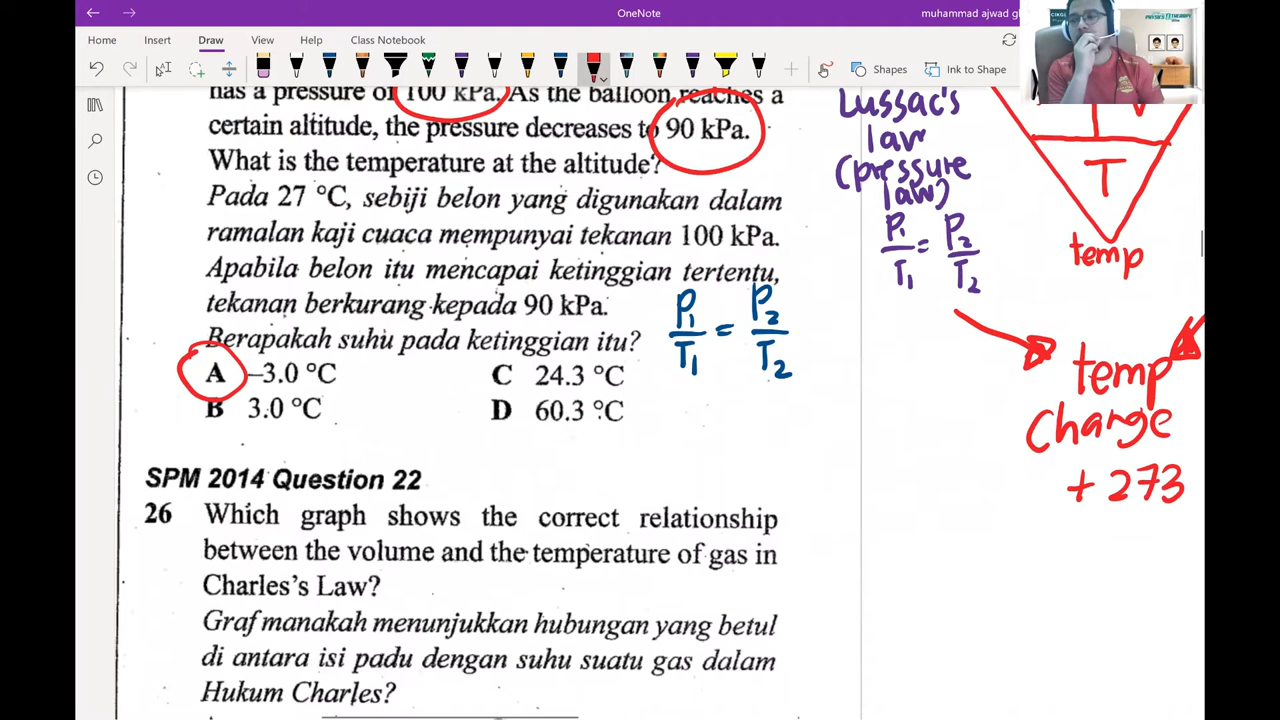 OneNote
muhammad ajwad gh
Home Insert Draw View Help Class Notebook
Shapes Ink to Search
has a pressure of 100 kPa. As the balloon reaches a
certain altitude, the pressure decreases to 90 kPa.
What is the temperature at the altitude?
Pada 27 °C, sebiji belon yang digunakan dalam
ramalan kaji cuaca mempunyai tekanan 100 kPa.
Apabila belon itu mencapai ketinggian tertentu,
tekanan berkurang kepada 90 kPa.
Berapakah suhu pada ketinggian itu?
A –3.0 °C C 24.3 °C
B 3.0 °C D 60.3 °C
P1/T1 = P2/T2
SPM 2014 Question 22
26 Which graph shows the correct relationship
between the volume and the temperature of gas in
Charles's Law?
Graf manakah menunjukkan hubungan yang betul
di antara isi padu dengan suhu suatu gas dalam
Hukum Charles?
Lussac's
law
(pressure
law)
P1/T1 = P2/T2
V
T
temp
temp
Change
+ 273